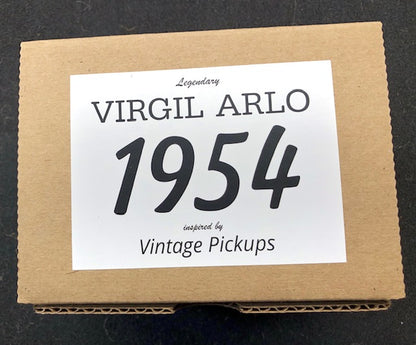 Legendary
VIRGIL ARLO
1954
inspired by
Vintage Pickups